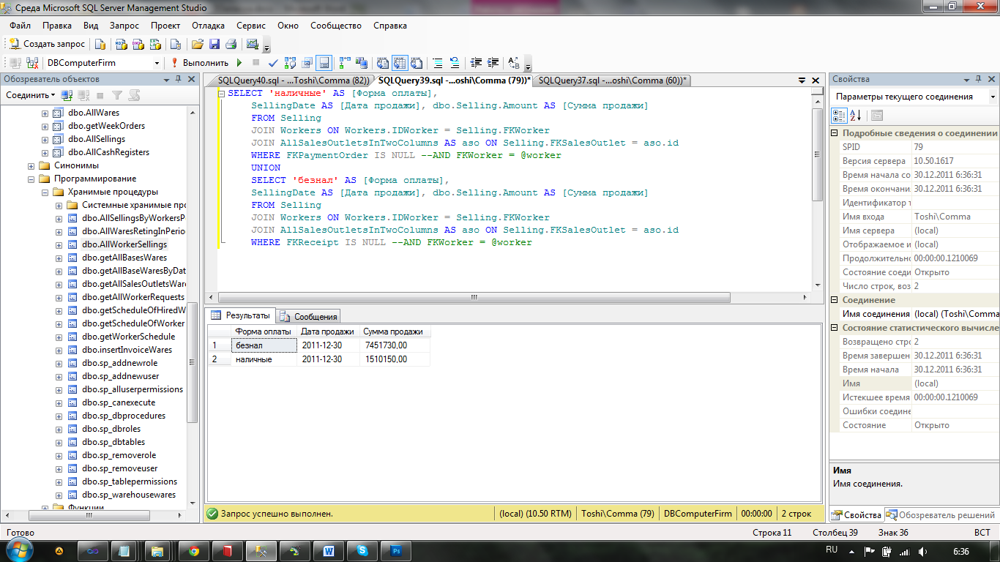 Среда Microsoft SQL Server Management Studio
Файл Правка Вид Запрос Проект Отладка Сервис Окно Сообщество Справка
Создать запрос
DBComputerFirm Выполнить
Обозреватель объектов
Соединить
dbo.AllWares
dbo.getWeekOrders
dbo.AllSellings
dbo.AllCashRegisters
Синонимы
Программирование
Хранимые процедуры
Системные хранимые про
dbo.AllSellingsByWorkersP
dbo.AllWaresRetingInPerio
dbo.AllWorkerSellings
dbo.getAllBasesWares
dbo.getAllBaseWaresByDat
dbo.getAllSalesOutletsWare
dbo.getAllWorkerRequests
dbo.getScheduleOfHiredW
dbo.getScheduleOfWorker
dbo.getWorkerSchedule
dbo.insertInvoiceWares
dbo.sp_addnewrole
dbo.sp_addnewuser
dbo.sp_alluserpermissions
dbo.sp_canexecute
dbo.sp_dbprocedures
dbo.sp_dbroles
dbo.sp_dbtables
dbo.sp_removerole
dbo.sp_removeuser
dbo.sp_tablepermissions
dbo.sp_warehousewares
Функции
SQLQuery40.sql - ...Toshi\Comma (82)) SQLQuery39.sql -...oshi\Comma (79))* SQLQuery37.sql -...oshi\Comma (60))*
SELECT 'наличные' AS [Форма оплаты],
SellingDate AS [Дата продажи], dbo.Selling.Amount AS [Сумма продажи]
FROM Selling
JOIN Workers ON Workers.IDWorker = Selling.FKWorker
JOIN AllSalesOutletsInTwoColumns AS aso ON Selling.FKSalesOutlet = aso.id
WHERE FKPaymentOrder IS NULL --AND FKWorker = @worker
UNION
SELECT 'безнал' AS [Форма оплаты],
SellingDate AS [Дата продажи], dbo.Selling.Amount AS [Сумма продажи]
FROM Selling
JOIN Workers ON Workers.IDWorker = Selling.FKWorker
JOIN AllSalesOutletsInTwoColumns AS aso ON Selling.FKSalesOutlet = aso.id
WHERE FKReceipt IS NULL --AND FKWorker = @worker
Результаты Сообщения
Форма оплаты Дата продажи Сумма продажи
1 безнал 2011-12-30 7451730,00
2 наличные 2011-12-30 1510150,00
Запрос успешно выполнен. (local) (10.50 RTM) Toshi\Comma (79) DBComputerFirm 00:00:00 2 строк
Свойства
Параметры текущего соединения
Подробные сведения о соединении
SPID 79
Версия сервера 10.50.1617
Время начала со 30.12.2011 6:36:31
Время окончани 30.12.2011 6:36:31
Идентификатор т
Имя входа Toshi\Comma
Имя сервера (local)
Отображаемое и
Продолжительно 00:00:00.1210069
Состояние соеди Открыто
Число строк, воз 2
Соединение
Имя соединения (local) (Toshi\Comma
Состояние статистического вычисле
Возвращено стро 2
Время завершен 30.12.2011 6:36:31
Время начала 30.12.2011 6:36:31
Имя (local)
Истекшее время 00:00:00.1210069
Ошибки соедине
Состояние Открыто
Имя
Имя соединения.
Свойства Обозреватель решений
Готово Строка 11 Столбец 39 Знак 36 ВСТ
RU 6:36